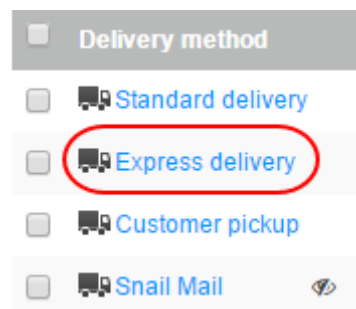 Delivery method
Standard delivery
Express delivery
Customer pickup
Snail Mail